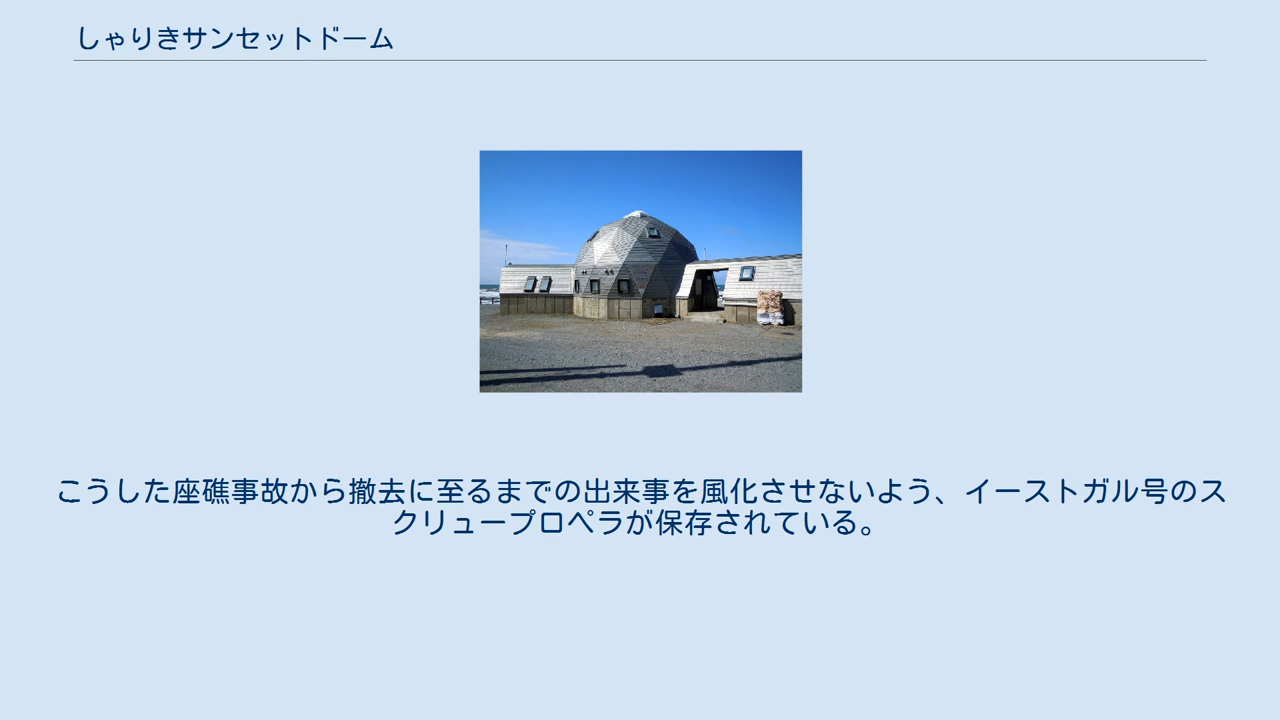 しゃりきサンセットドーム
こうした座礁事故から撤去に至るまでの出来事を風化させないよう、イーストガル号のス
クリュープロペラが保存されている。